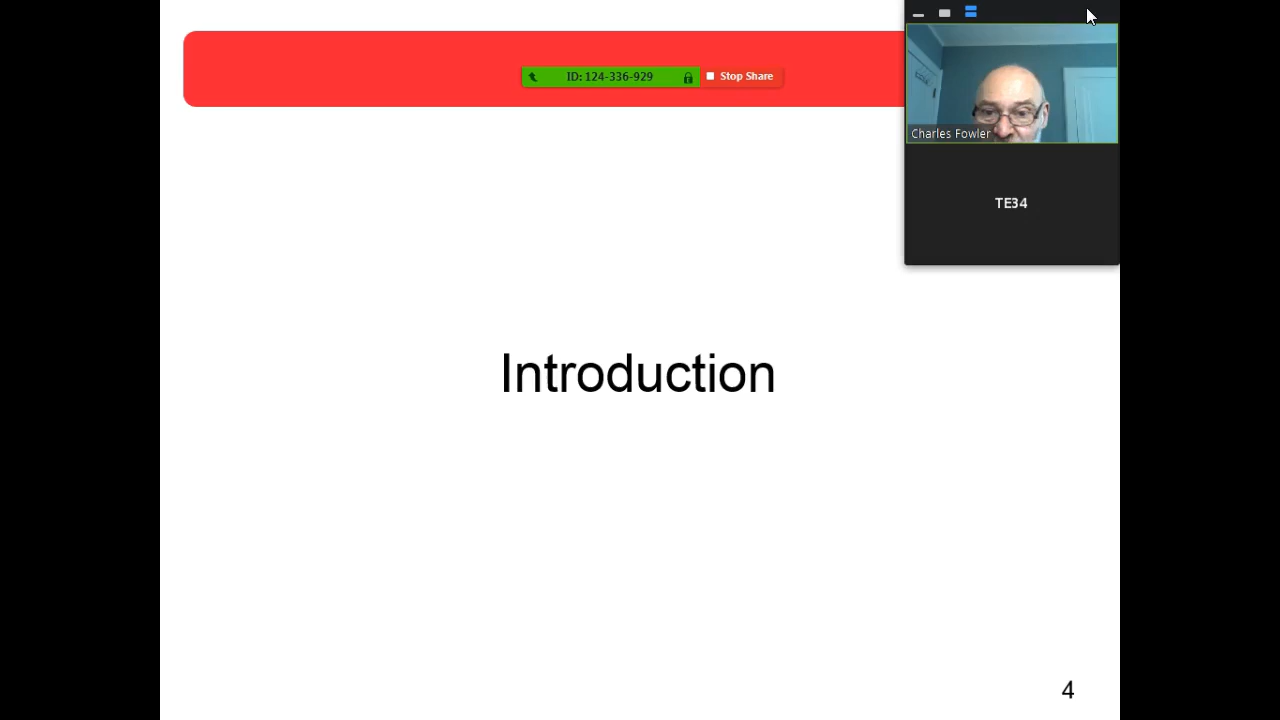 ID: 124-336-929
Stop Share
Charles Fowler
TE34
Introduction
4